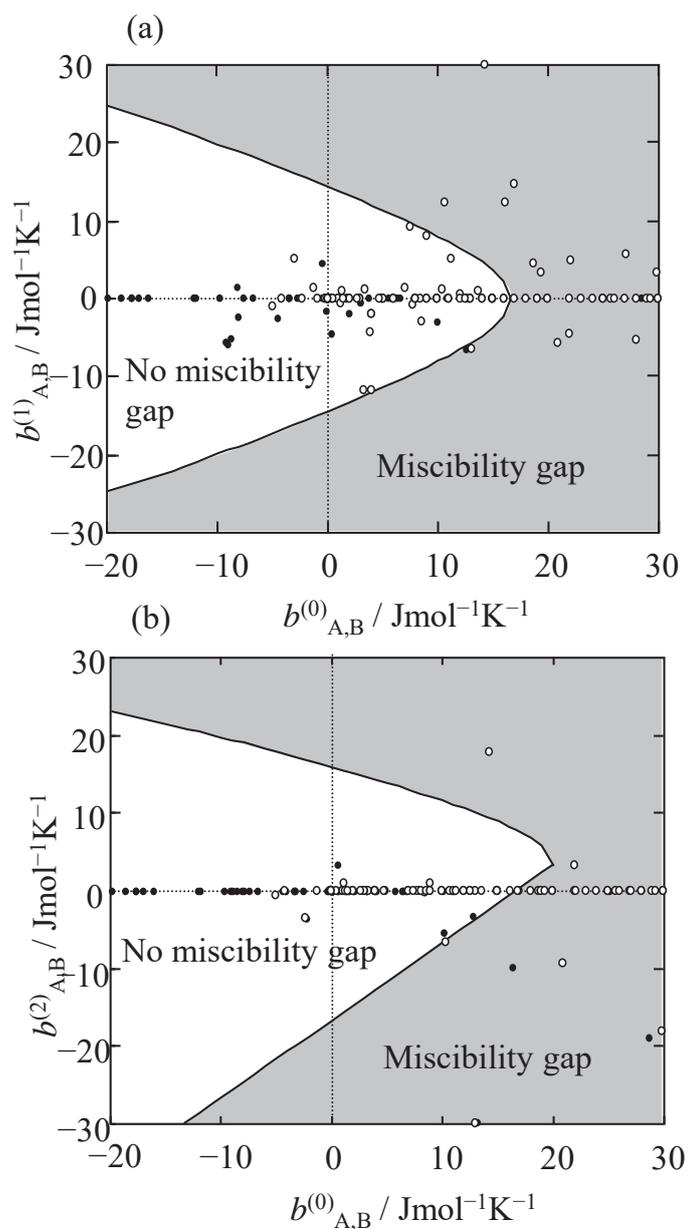 (a)
30
20
10
0
−10
−20
−30
b(1)A,B / Jmol−1K−1
No miscibility
gap
Miscibility gap
−20 −10 0 10 20 30
b(0)A,B / Jmol−1K−1
(b)
30
20
10
0
−10
−20
−30
b(2)A,B / Jmol−1K−1
No miscibility gap
Miscibility gap
−20 −10 0 10 20 30
b(0)A,B / Jmol−1K−1